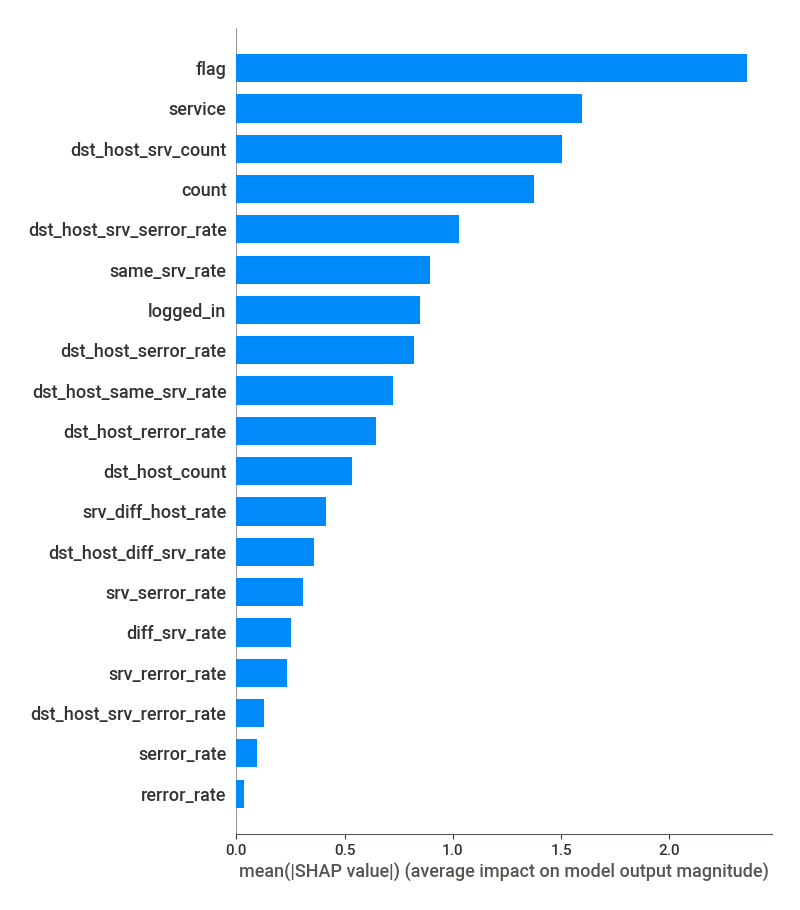 flag
service
dst_host_srv_count
count
dst_host_srv_serror_rate
same_srv_rate
logged_in
dst_host_serror_rate
dst_host_same_srv_rate
dst_host_rerror_rate
dst_host_count
srv_diff_host_rate
dst_host_diff_srv_rate
srv_serror_rate
diff_srv_rate
srv_rerror_rate
dst_host_srv_rerror_rate
serror_rate
rerror_rate
0.0 0.5 1.0 1.5 2.0
mean(|SHAP value|) (average impact on model output magnitude)